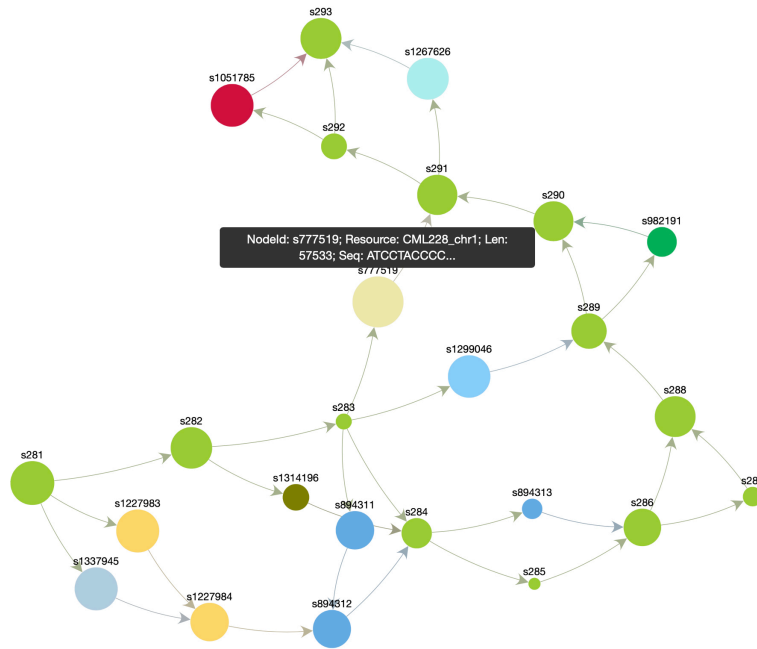 s293
s1267626
s1051785
s292
s291
s290
s982191
NodeId: s777519; Resource: CML228_chr1; Len:
57533; Seq: ATCCTACCCC...
s777519
s289
s1299046
s288
s283
s282
s281
s1314196
s28
s1227983
s894311
s284
s894313
s286
s1337945
s285
s1227984
s894312